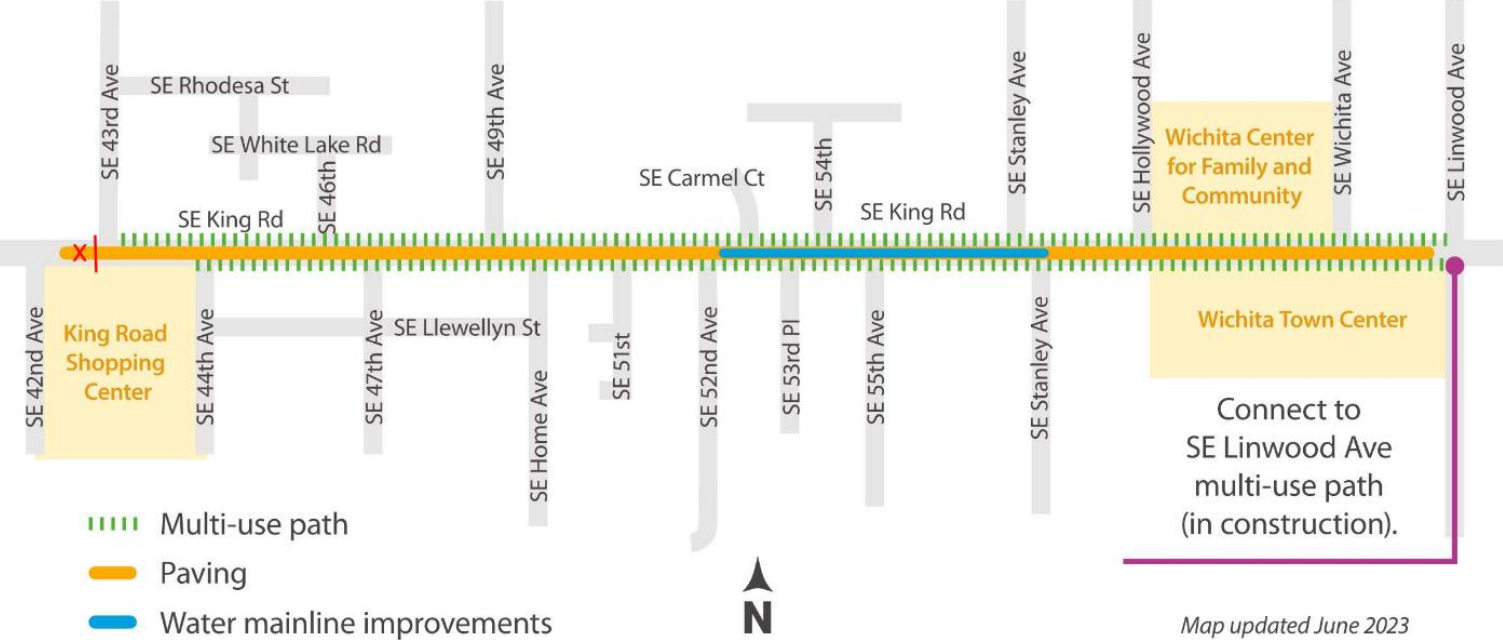 SE 43rd Ave
SE Rhodesa St
SE White Lake Rd
SE 46th
SE King Rd
SE 49th Ave
SE Carmel Ct
SE 54th
SE King Rd
SE Stanley Ave
SE Hollywood Ave
Wichita Center
for Family and
Community
SE Wichita Ave
SE Linwood Ave
X
SE 42nd Ave
King Road
Shopping
Center
SE 44th Ave
SE 47th Ave
SE Llewellyn St
SE Home Ave
SE 51st
SE 52nd Ave
SE 53rd Pl
SE 55th Ave
SE Stanley Ave
Wichita Town Center
Connect to
SE Linwood Ave
multi-use path
(in construction).
Multi-use path
Paving
Water mainline improvements
N
Map updated June 2023